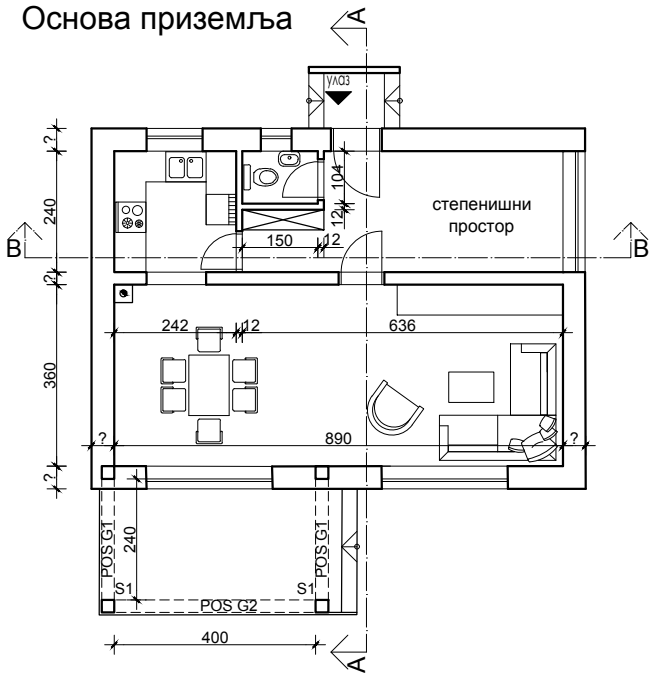 Основа приземља
A
улаз
?
240
104
12
степенишни
простор
B
B
150
12
?
242
12
636
360
?
890
?
?
POS G1
240
POS G1
S1
S1
POS G2
400
A